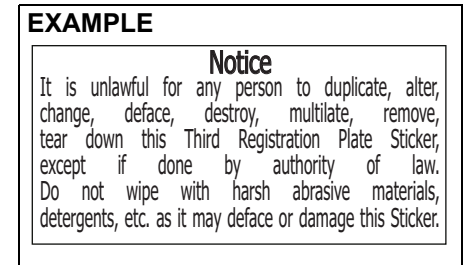 EXAMPLE
Notice
It is unlawful for any person to duplicate, alter,
change, deface, destroy, multilate, remove,
tear down this Third Registration Plate Sticker,
except if done by authority of law.
Do not wipe with harsh abrasive materials,
detergents, etc. as it may deface or damage this Sticker.